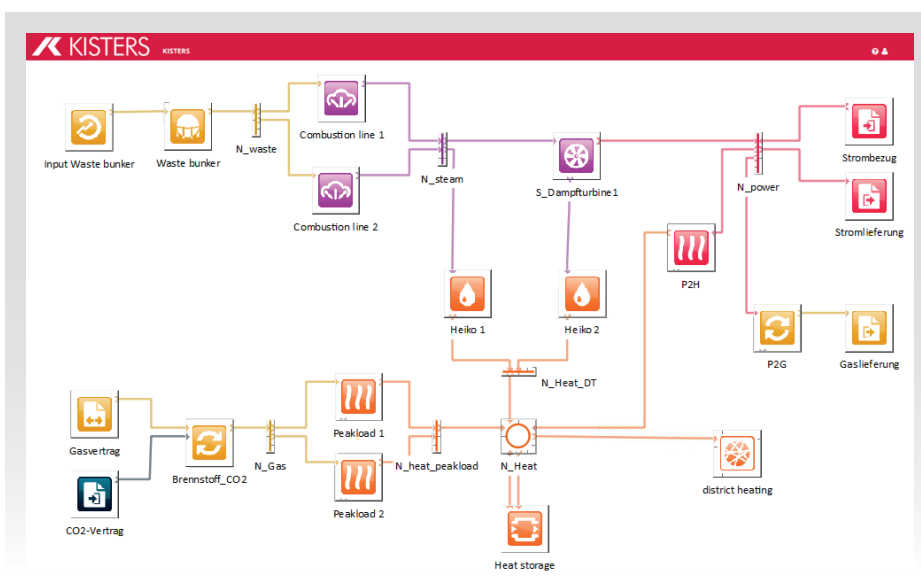 KISTERS KISTERS
Input Waste bunker
Waste bunker
N_waste
Combustion line 1
Combustion line 2
N_steam
S_Dampfturbine1
N_power
Strombezug
Stromlieferung
P2H
Heiko 1
Heiko 2
P2G
Gaslieferung
N_Heat_DT
Gasvertrag
Brennstoff_CO2
N_Gas
Peakload 1
N_heat_peakload
N_Heat
district heating
CO2-Vertrag
Peakload 2
Heat storage